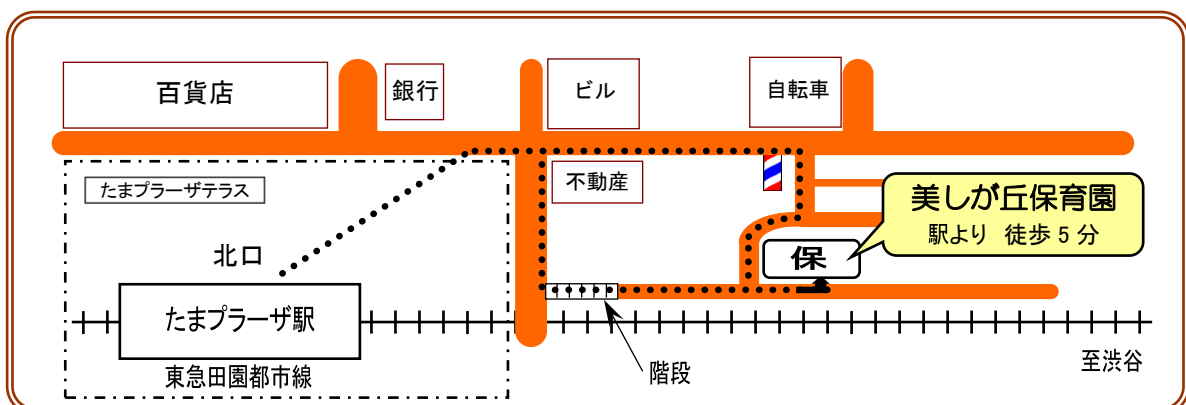 百貨店
銀行
ビル
自転車
たまプラーザテラス
不動産
美しが丘保育園
駅より 徒歩5分
北口
保
たまプラーザ駅
東急田園都市線
階段
至渋谷